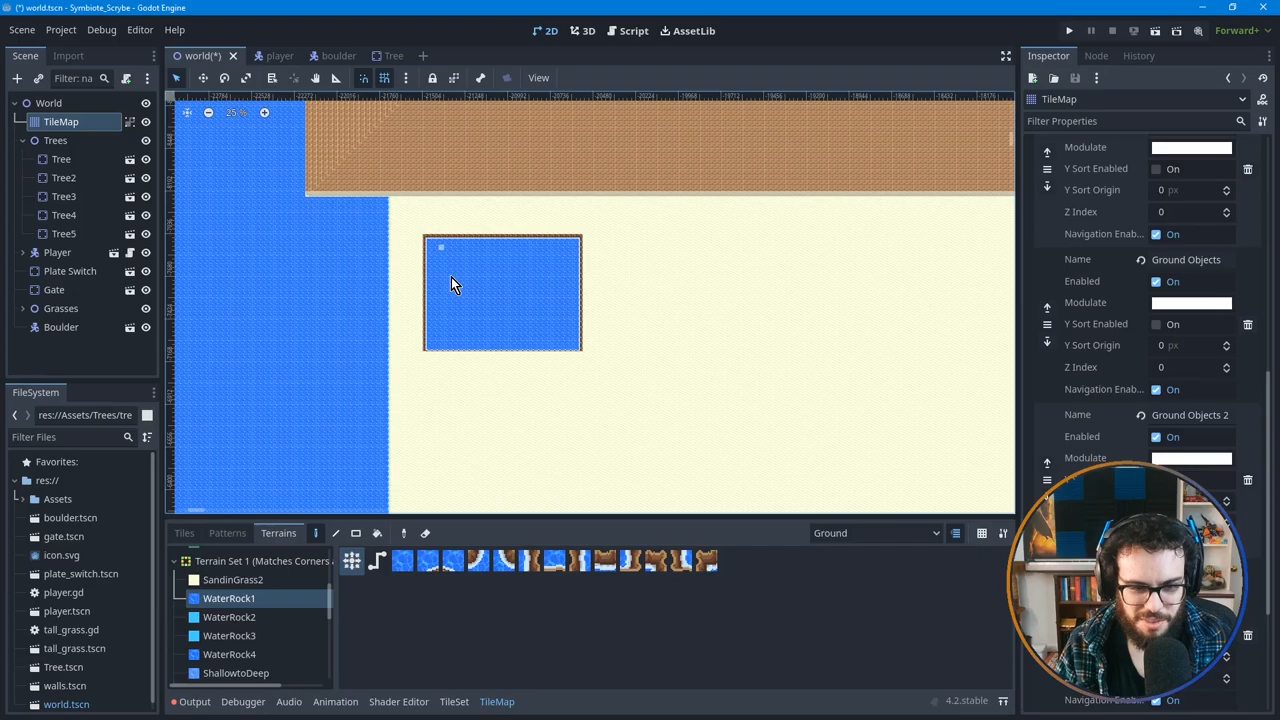 (*) world.tscn - Symbiote_Scrybe - Godot Engine
Scene Project Debug Editor Help
2D 3D Script AssetLib
Forward+
Scene Import
world(*) player boulder Tree
Inspector Node History
Filter: na
View
World
TileMap
Trees
Tree
Tree2
Tree3
Tree4
Tree5
Player
Plate Switch
Gate
Grasses
Boulder
25 %
TileMap
Filter Properties
Modulate
Y Sort Enabled On
Y Sort Origin 0 px
Z Index 0
Navigation Enab... On
Name Ground Objects
Enabled On
Modulate
Y Sort Enabled On
Y Sort Origin 0 px
Z Index 0
Navigation Enab... On
Name Ground Objects 2
Enabled On
Modulate
Navigation Enab... On
FileSystem
res://Assets/Trees/tre
Filter Files
Favorites:
res://
Assets
boulder.tscn
gate.tscn
icon.svg
plate_switch.tscn
player.gd
player.tscn
tall_grass.gd
tall_grass.tscn
Tree.tscn
walls.tscn
world.tscn
Tiles Patterns Terrains
Ground
Terrain Set 1 (Matches Corners
SandinGrass2
WaterRock1
WaterRock2
WaterRock3
WaterRock4
ShallowtoDeep
Output Debugger Audio Animation Shader Editor TileSet TileMap
4.2.stable